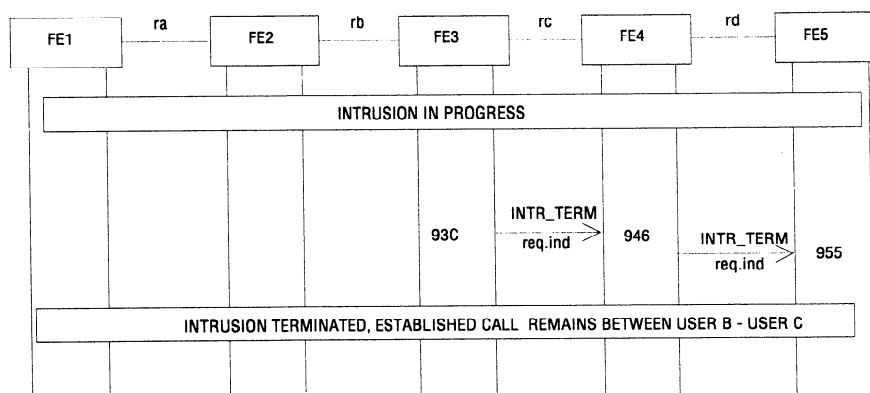 ra rb rc rd
FE1 FE2 FE3 FE4 FE5
INTRUSION IN PROGRESS
INTR_TERM
93C 946 INTR_TERM
req.ind 955
req.ind
INTRUSION TERMINATED, ESTABLISHED CALL REMAINS BETWEEN USER B - USER C